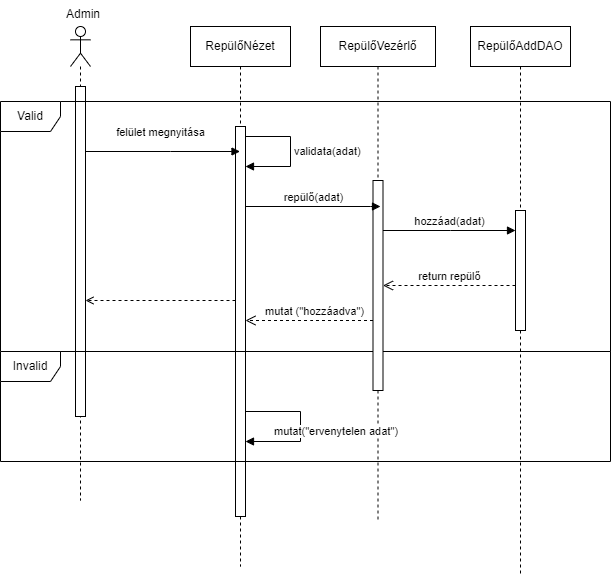 Admin
RepülőNézet
RepülőVezérlő
RepülőAddDAO
Valid
felület megnyitása
validata(adat)
repülő(adat)
hozzáad(adat)
return repülő
mutat ("hozzáadva")
Invalid
mutat("ervenytelen adat")